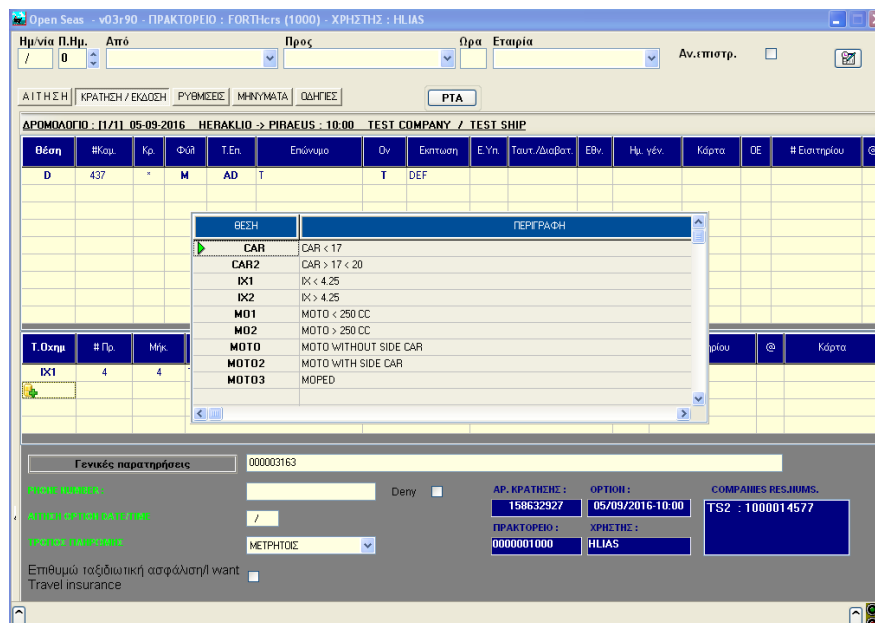 Open Seas - v03r90 - ΠΡΑΚΤΟΡΕΙΟ : FORTHcrs (1000) - ΧΡΗΣΤΗΣ : HLIAS
Ημ/νία Π.Ημ. Από Προς Ωρα Εταιρία
/ 0 Αν.επιστρ.
ΑΙΤΗΣΗ ΚΡΑΤΗΣΗ / ΕΚΔΟΣΗ ΡΥΘΜΙΣΕΙΣ ΜΗΝΥΜΑΤΑ ΟΔΗΓΙΕΣ PTA
ΔΡΟΜΟΛΟΓΙΟ : [1/1] 05-09-2016 HERAKLIO -> PIRAEUS : 10:00 TEST COMPANY / TEST SHIP
Θέση #Καμ. Κρ. Φύλ Τ.Επ. Επώνυμο Ον Εκπτωση Ε.Υπ. Ταυτ./Διαβατ. Εθν. Ημ. γέν. Κάρτα ΟΕ # Εισιτηρίου @
D 437 * M AD T T DEF
ΘΕΣΗ ΠΕΡΙΓΡΑΦΗ
CAR CAR < 17
CAR2 CAR > 17 < 20
IX1 IX < 4.25
IX2 IX > 4.25
MO1 MOTO < 250 CC
MO2 MOTO > 250 CC
MOTO MOTO WITHOUT SIDE CAR
MOTO2 MOTO WITH SIDE CAR
MOTO3 MOPED
Τ.Οχημ # Πρ. Μήκ. ηρίου @ Κάρτα
IX1 4 4
Γενικές παρατηρήσεις 000003163
PHONE NUMBER : Deny
ΑΡ. ΚΡΑΤΗΣΗΣ : OPTION : COMPANIES RES.NUMS.
158632927 05/09/2016-10:00 TS2 : 1000014577
ΑΙΤΗΣΗ OPTION DATE/TIME /
ΠΡΑΚΤΟΡΕΙΟ : ΧΡΗΣΤΗΣ :
0000001000 HLIAS
ΤΡΟΠΟΣ ΠΛΗΡΩΜΗΣ ΜΕΤΡΗΤΟΙΣ
Επιθυμώ ταξιδιωτική ασφάλιση/I want
Travel insurance